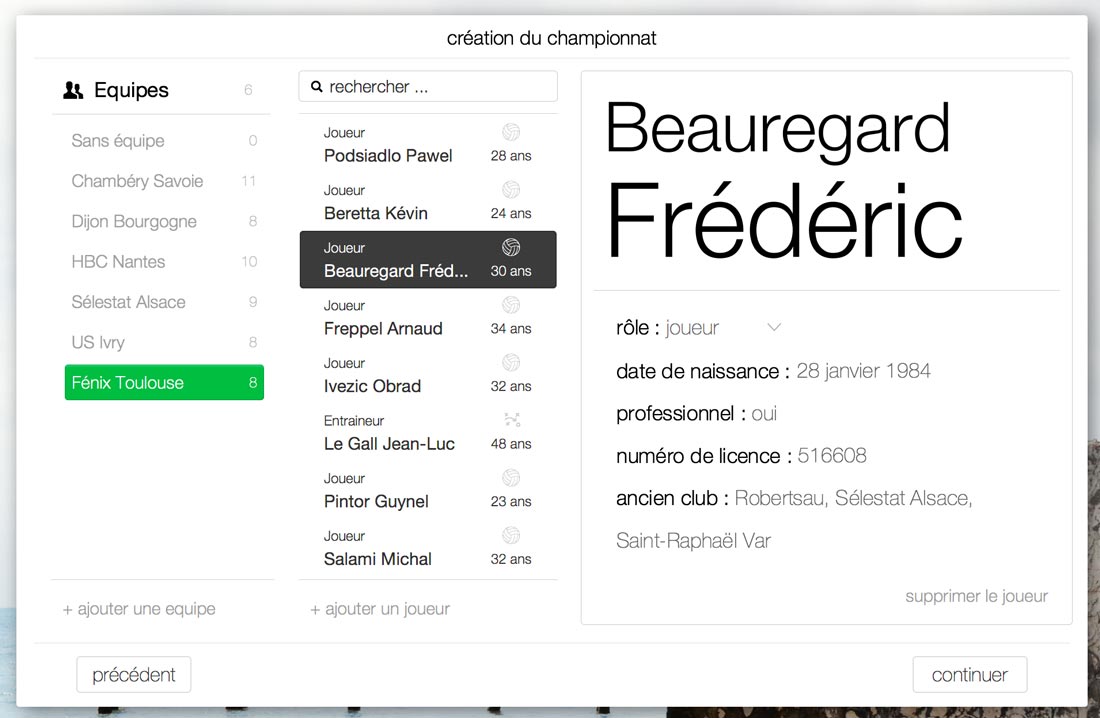 création du championnat
Equipes 6
Sans équipe 0
Chambéry Savoie 11
Dijon Bourgogne 8
HBC Nantes 10
Sélestat Alsace 9
US Ivry 8
Fénix Toulouse 8
+ ajouter une equipe
rechercher ...
Joueur
Podsiadlo Pawel 28 ans
Joueur
Beretta Kévin 24 ans
Joueur
Beauregard Fréd... 30 ans
Joueur
Freppel Arnaud 34 ans
Joueur
Ivezic Obrad 32 ans
Entraineur
Le Gall Jean-Luc 48 ans
Joueur
Pintor Guynel 23 ans
Joueur
Salami Michal 32 ans
+ ajouter un joueur
Beauregard
Frédéric
rôle : joueur
date de naissance : 28 janvier 1984
professionnel : oui
numéro de licence : 516608
ancien club : Robertsau, Sélestat Alsace,
Saint-Raphaël Var
supprimer le joueur
précédent
continuer